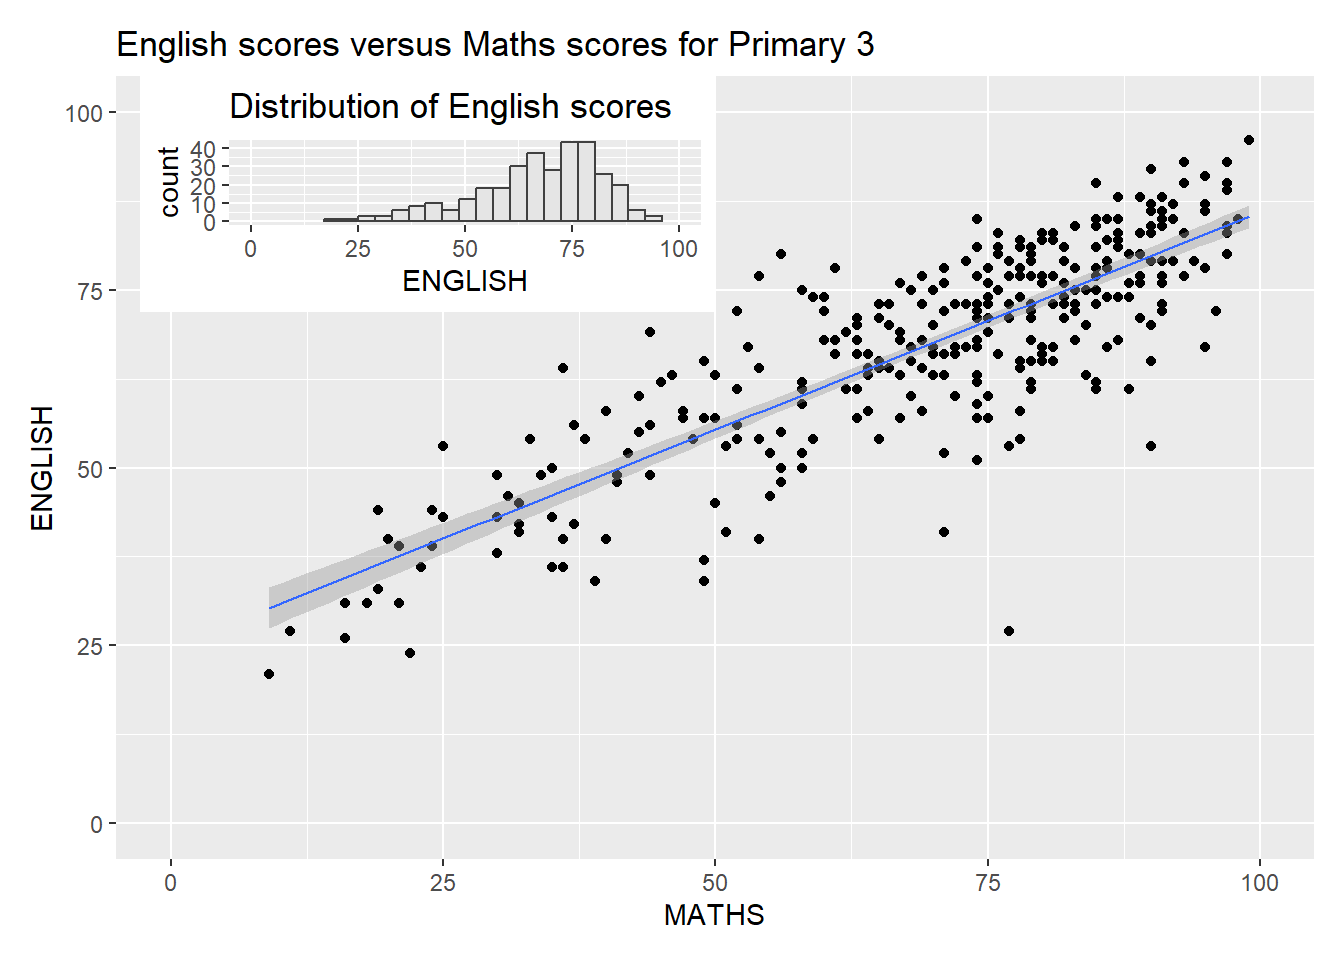 English scores versus Maths scores for Primary 3
Distribution of English scores
count
40
30
20
10
0
0 25 50 75 100
ENGLISH
ENGLISH
100
75
50
25
0
0 25 50 75 100
MATHS